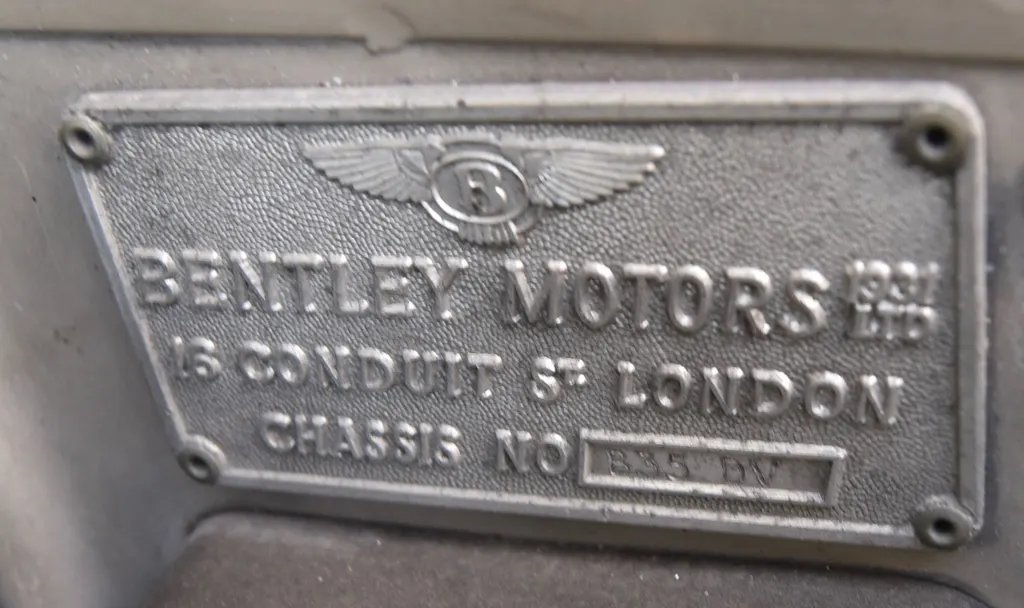 B
BENTLEY MOTORS 1931 LTD
16 CONDUIT ST LONDON
CHASSIS NO B35 DV